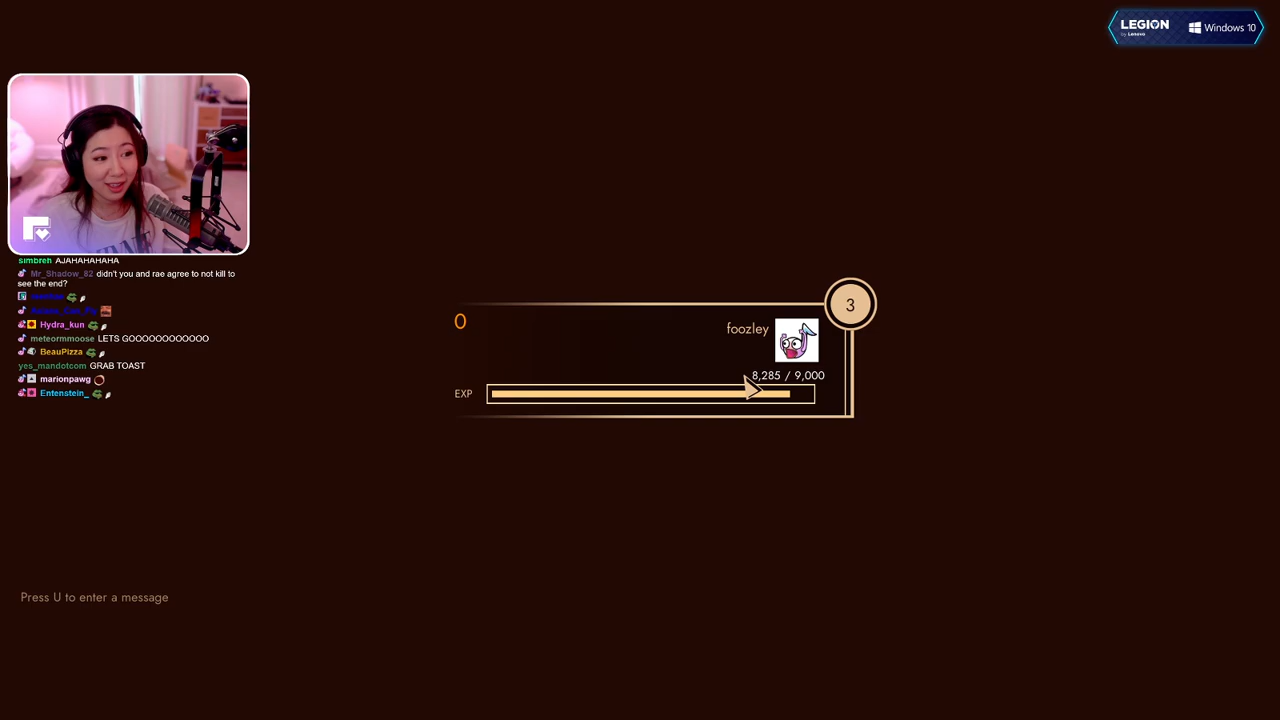 LEGION
by Lenovo
Windows 10
simbreh AJAHAHAHAHA
Mr_Shadow_82 didn't you and rae agree to not kill to
see the end?
Hydra_kun
meteormmoose LETS GOOOOOOOOOOOO
BeauPizza
yes_mandotcom GRAB TOAST
marionpawg
Entenstein_
3
0
foozley
8,285 / 9,000
EXP
Press U to enter a message